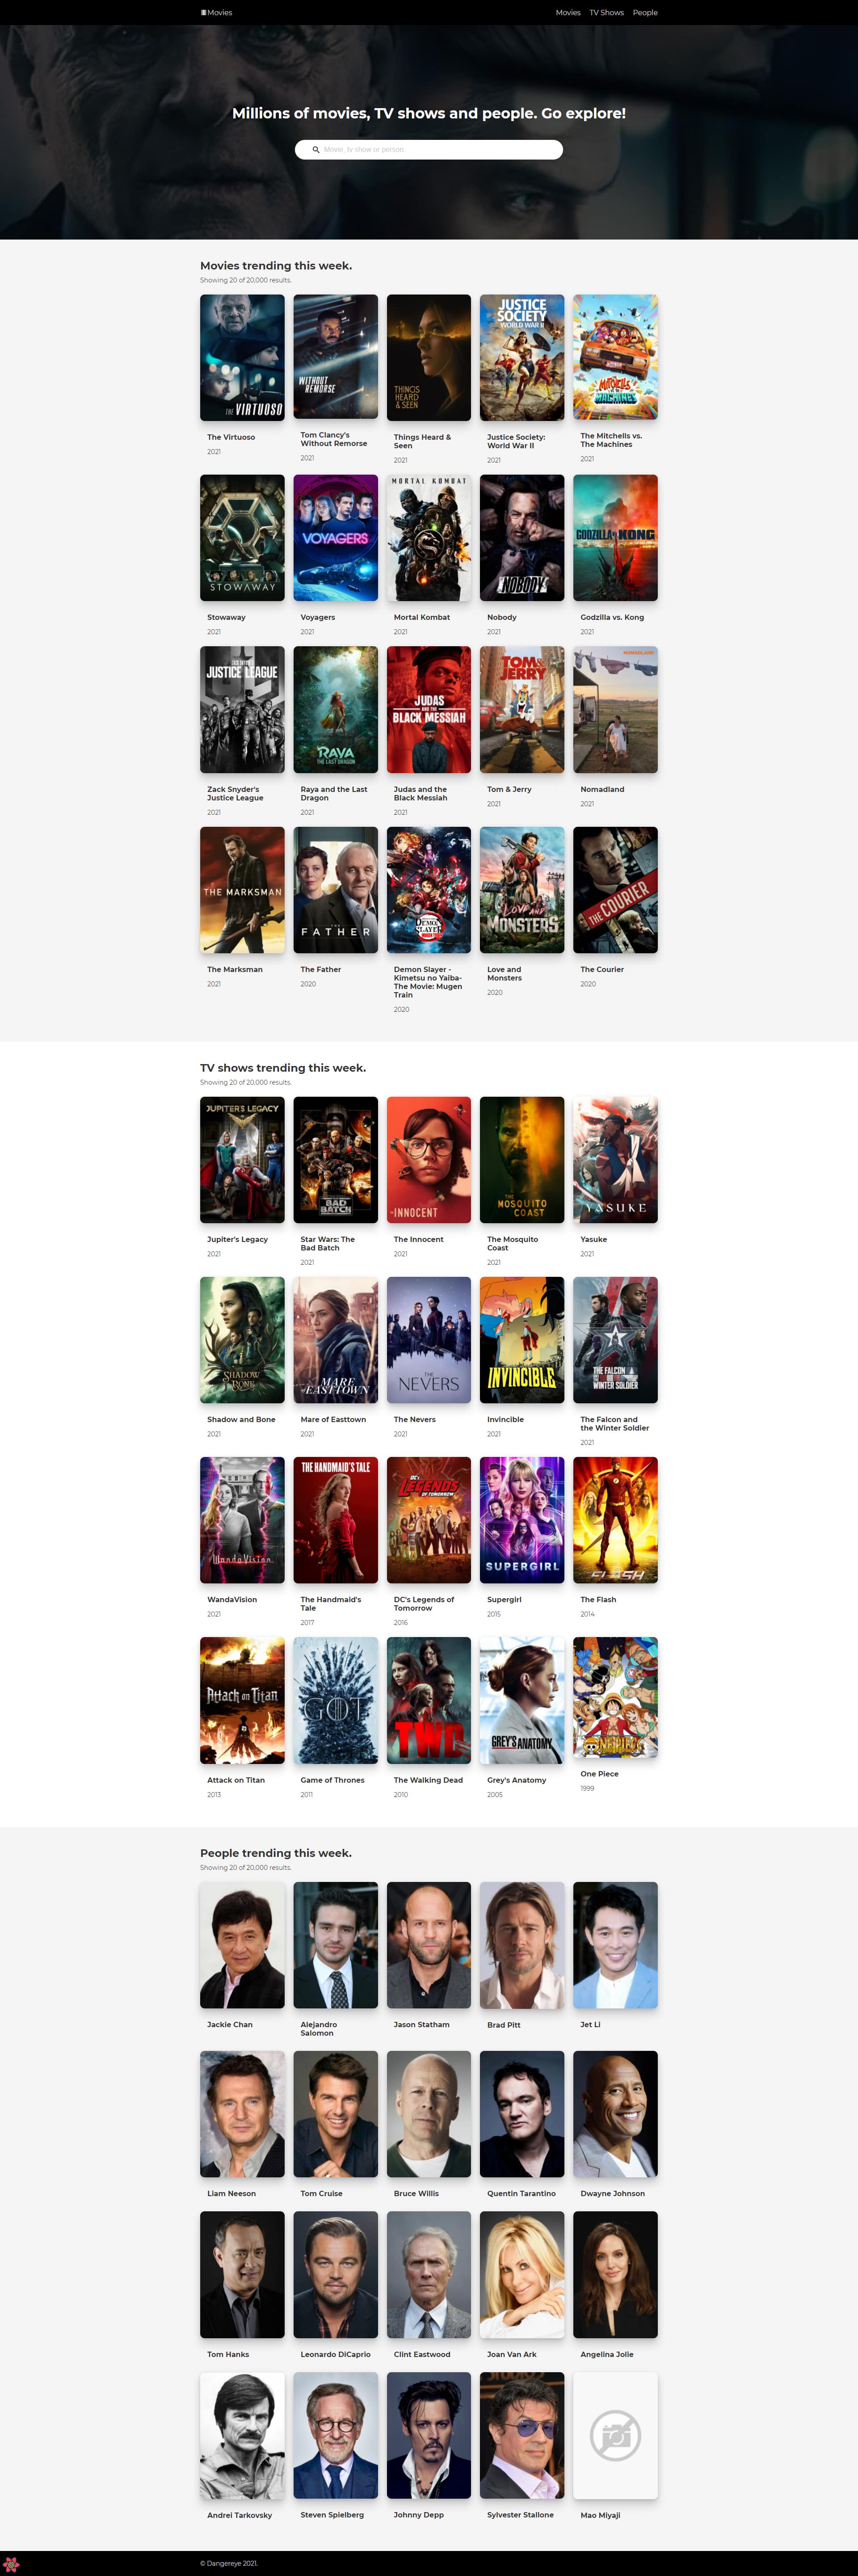 Movies
Movies TV Shows People
Millions of movies, TV shows and people. Go explore!
Movie, tv show or person
Movies trending this week.
Showing 20 of 20,000 results.
THE VIRTUOSO
WITHOUT
REMORSE
THINGS
HEARD
& SEEN
JUSTICE
SOCIETY
WORLD WAR II
MITCHELLS
MACHINES
The Virtuoso
2021
Tom Clancy's
Without Remorse
2021
Things Heard &
Seen
2021
Justice Society:
World War II
2021
The Mitchells vs.
The Machines
2021
STOWAWAY
VOYAGERS
MORTAL KOMBAT
NOBODY
GODZILLA KONG
Stowaway
2021
Voyagers
2021
Mortal Kombat
2021
Nobody
2021
Godzilla vs. Kong
2021
JUSTICE LEAGUE
RAYA
THE LAST DRAGON
JUDAS
AND THE
BLACK MESSIAH
TOM &
JERRY
NOMADLAND
Zack Snyder's
Justice League
2021
Raya and the Last
Dragon
2021
Judas and the
Black Messiah
2021
Tom & Jerry
2021
Nomadland
2021
THE MARKSMAN
THE
FATHER
DEMON
SLAYER
LOVE AND
MONSTERS
THE COURIER
The Marksman
2021
The Father
2020
Demon Slayer -
Kimetsu no Yaiba-
The Movie: Mugen
Train
2020
Love and
Monsters
2020
The Courier
2020
TV shows trending this week.
Showing 20 of 20,000 results.
JUPITER'S LEGACY
BAD
BATCH
INNOCENT
THE
MOSQUITO
COAST
YASUKE
Jupiter's Legacy
2021
Star Wars: The
Bad Batch
2021
The Innocent
2021
The Mosquito
Coast
2021
Yasuke
2021
SHADOW
BONE
MARE
OF EASTTOWN
THE
NEVERS
INVINCIBLE
THE FALCON
AND THE
WINTER SOLDIER
Shadow and Bone
2021
Mare of Easttown
2021
The Nevers
2021
Invincible
2021
The Falcon and
the Winter Soldier
2021
WandaVision
THE HANDMAID'S TALE
DC's
LEGENDS
OF TOMORROW
SUPERGIRL
FLASH
WandaVision
2021
The Handmaid's
Tale
2017
DC's Legends of
Tomorrow
2016
Supergirl
2015
The Flash
2014
Attack on Titan
GOT
TWD
GREY'S ANATOMY
ONE PIECE
Attack on Titan
2013
Game of Thrones
2011
The Walking Dead
2010
Grey's Anatomy
2005
One Piece
1999
People trending this week.
Showing 20 of 20,000 results.
Jackie Chan
Alejandro
Salomon
Jason Statham
Brad Pitt
Jet Li
Liam Neeson
Tom Cruise
Bruce Willis
Quentin Tarantino
Dwayne Johnson
Tom Hanks
Leonardo DiCaprio
Clint Eastwood
Joan Van Ark
Angelina Jolie
Andrei Tarkovsky
Steven Spielberg
Johnny Depp
Sylvester Stallone
Mao Miyaji
© Dangereye 2021.